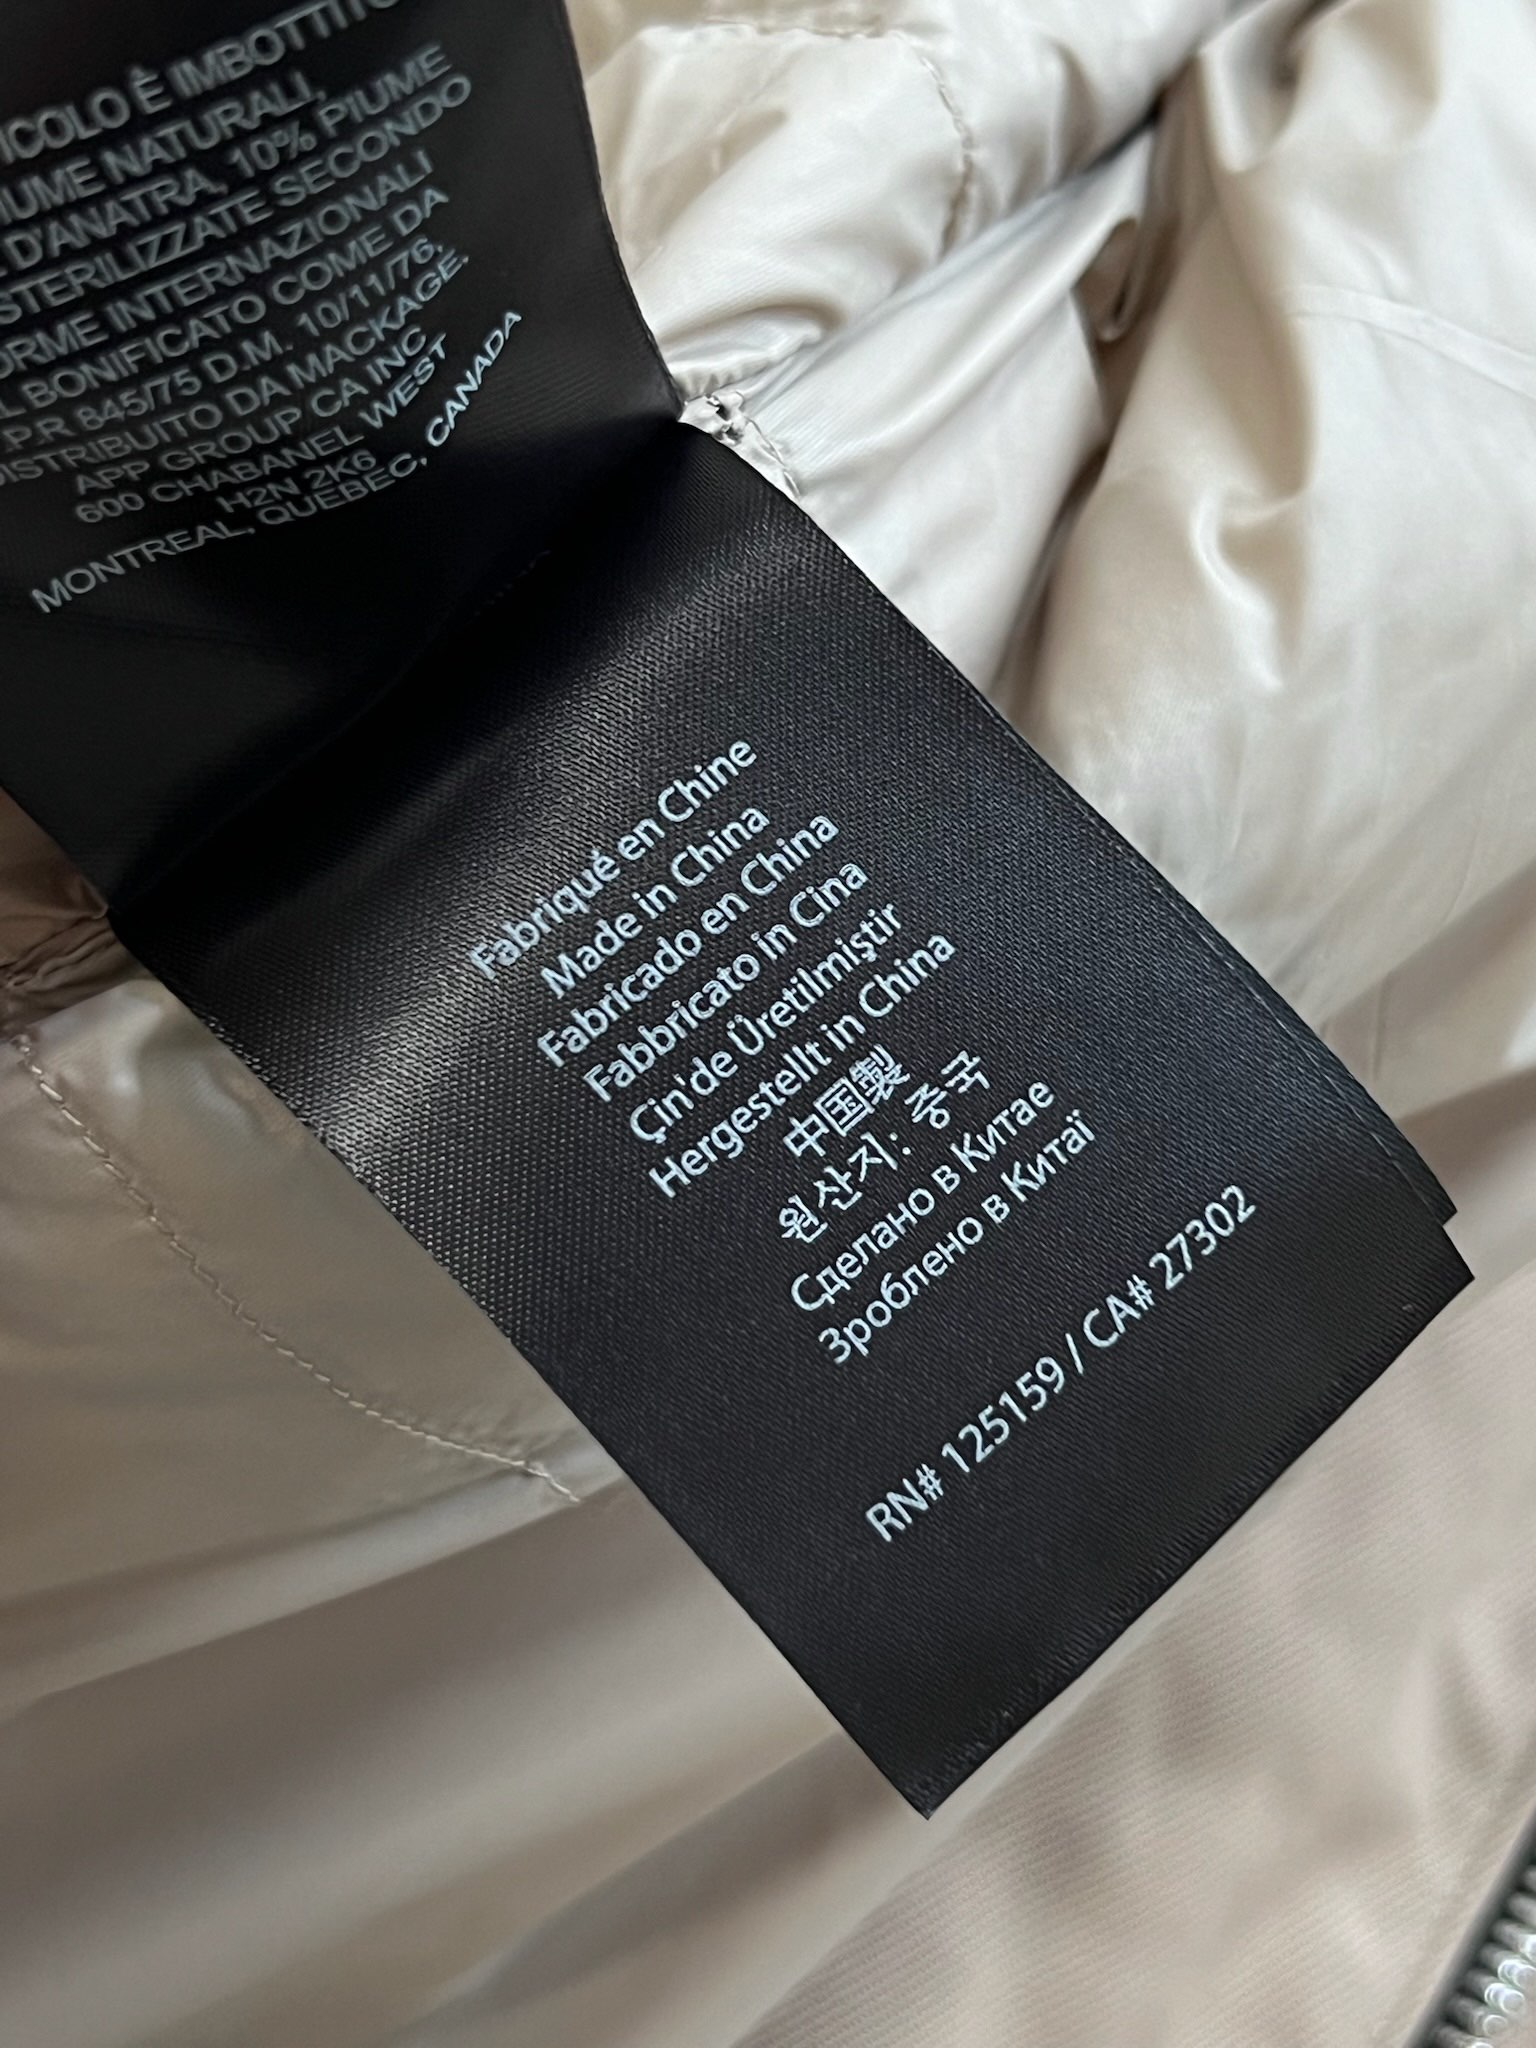 ICOLO È IMBOTTITO
IUME NATURALI,
D'ANATRA, 10% PIUME
STERILIZZATE SECONDO
ORME INTERNAZIONALI
L BONIFICATO COME DA
.P.R 845/75 D.M. 10/11/76,
DISTRIBUITO DA MACKAGE.
APP GROUP CA INC
600 CHABANEL WEST
H2N 2K6
MONTREAL, QUEBEC, CANADA
Fabriqué en Chine
Made in China
Fabricado en China
Fabbricato in Cina
Çin'de Üretilmiştir
Hergestellt in China
中国製
원산지: 중국
Сделано в Китае
Зроблено в Китаї
RN# 125159 / CA# 27302